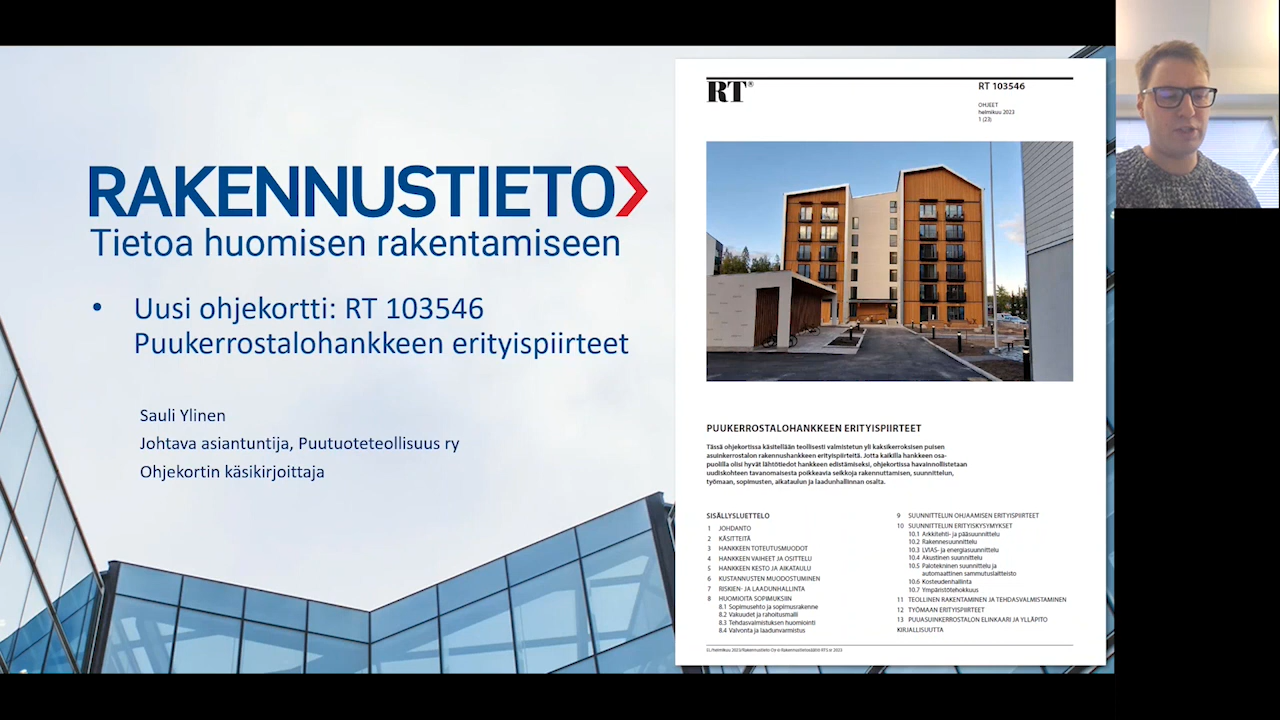 RAKENNUSTIETO
Tietoa huomisen rakentamiseen
• Uusi ohjekortti: RT 103546
Puukerrostalohankkeen erityispiirteet
Sauli Ylinen
Johtava asiantuntija, Puutuoteteollisuus ry
Ohjekortin käsikirjoittaja
RT®
RT 103546
OHJEET
helmikuu 2023
1 (23)
PUUKERROSTALOHANKKEEN ERITYISPIIRTEET
Tässä ohjekortissa käsitellään teollisesti valmistetun yli kaksikerroksisen puisen
asuinkerrostalon rakennushankkeen erityispiirteitä. Jotta kaikilla hankkeen osa-
puolilla olisi hyvät lähtötiedot hankkeen edistämiseksi, ohjekortissa havainnollistetaan
uudiskohteen tavanomaisesta poikkeavia seikkoja rakennuttamisen, suunnittelun,
työmaan, sopimusten, aikataulun ja laadunhallinnan osalta.
SISÄLLYSLUETTELO
1 JOHDANTO
2 KÄSITTEITÄ
3 HANKKEEN TOTEUTUSMUODOT
4 HANKKEEN VAIHEET JA OSITTELU
5 HANKKEEN KESTO JA AIKATAULU
6 KUSTANNUSTEN MUODOSTUMINEN
7 RISKIEN- JA LAADUNHALLINTA
8 HUOMIOITA SOPIMUKSIIN
8.1 Sopimusehto ja sopimusrakenne
8.2 Vakuudet ja rahoitusmalli
8.3 Tehdasvalmistuksen huomiointi
8.4 Valvonta ja laadunvarmistus
9 SUUNNITTELUN OHJAAMISEN ERITYISPIIRTEET
10 SUUNNITTELUN ERITYISKYSYMYKSET
10.1 Arkkitehti- ja pääsuunnittelu
10.2 Rakennesuunnittelu
10.3 LVIAS- ja energiasuunnittelu
10.4 Akustinen suunnittelu
10.5 Palotekninen suunnittelu ja
automaattinen sammutuslaitteisto
10.6 Kosteudenhallinta
10.7 Ympäristötehokkuus
11 TEOLLINEN RAKENTAMINEN JA TEHDASVALMISTAMINEN
12 TYÖMAAN ERITYISPIIRTEET
13 PUUASUINKERROSTALON ELINKAARI JA YLLÄPITO
KIRJALLISUUTTA